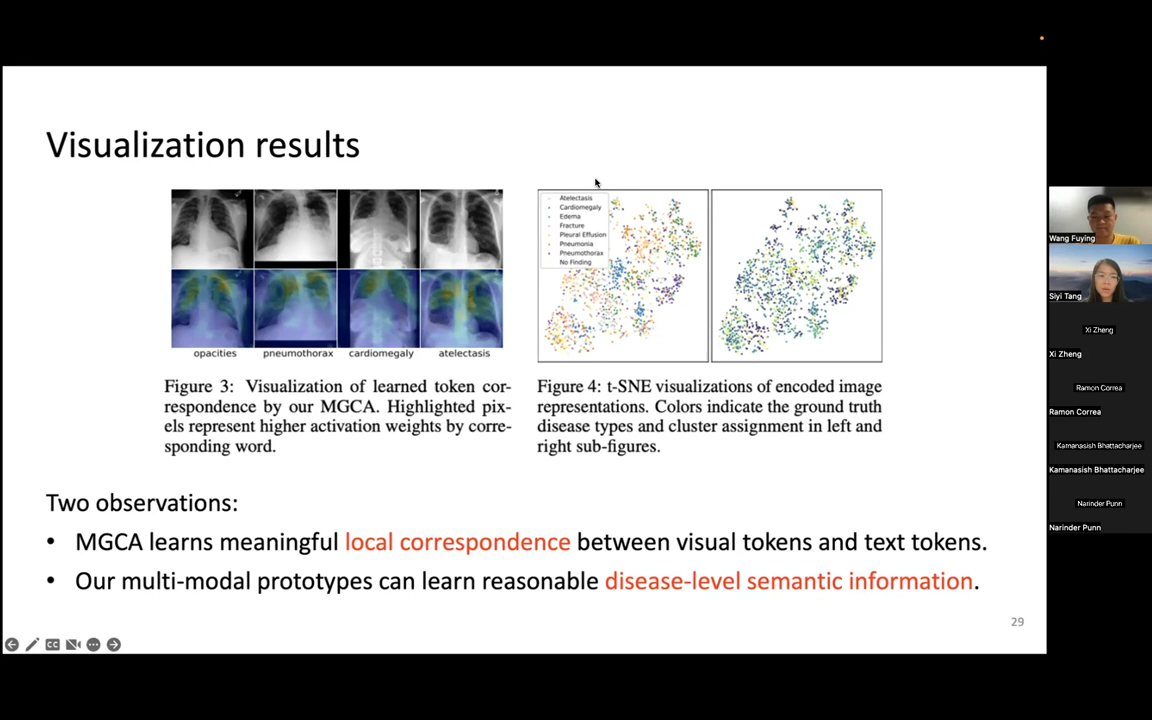 Visualization results
opacities
pneumothorax
cardiomegaly
atelectasis
Figure 3: Visualization of learned token cor-
respondence by our MGCA. Highlighted pix-
els represent higher activation weights by corre-
sponding word.
Atelectasis
Cardiomegaly
Edema
Fracture
Pleural Effusion
Pneumonia
Pneumothorax
No Finding
Figure 4: t-SNE visualizations of encoded image
representations. Colors indicate the ground truth
disease types and cluster assignment in left and
right sub-figures.
Two observations:
• MGCA learns meaningful local correspondence between visual tokens and text tokens.
• Our multi-modal prototypes can learn reasonable disease-level semantic information.
29
CC
Wang Fuying
Siyi Tang
Xi Zheng
Xi Zheng
Ramon Correa
Ramon Correa
Kamanasish Bhattacharjee
Kamanasish Bhattacharjee
Narinder Punn
Narinder Punn